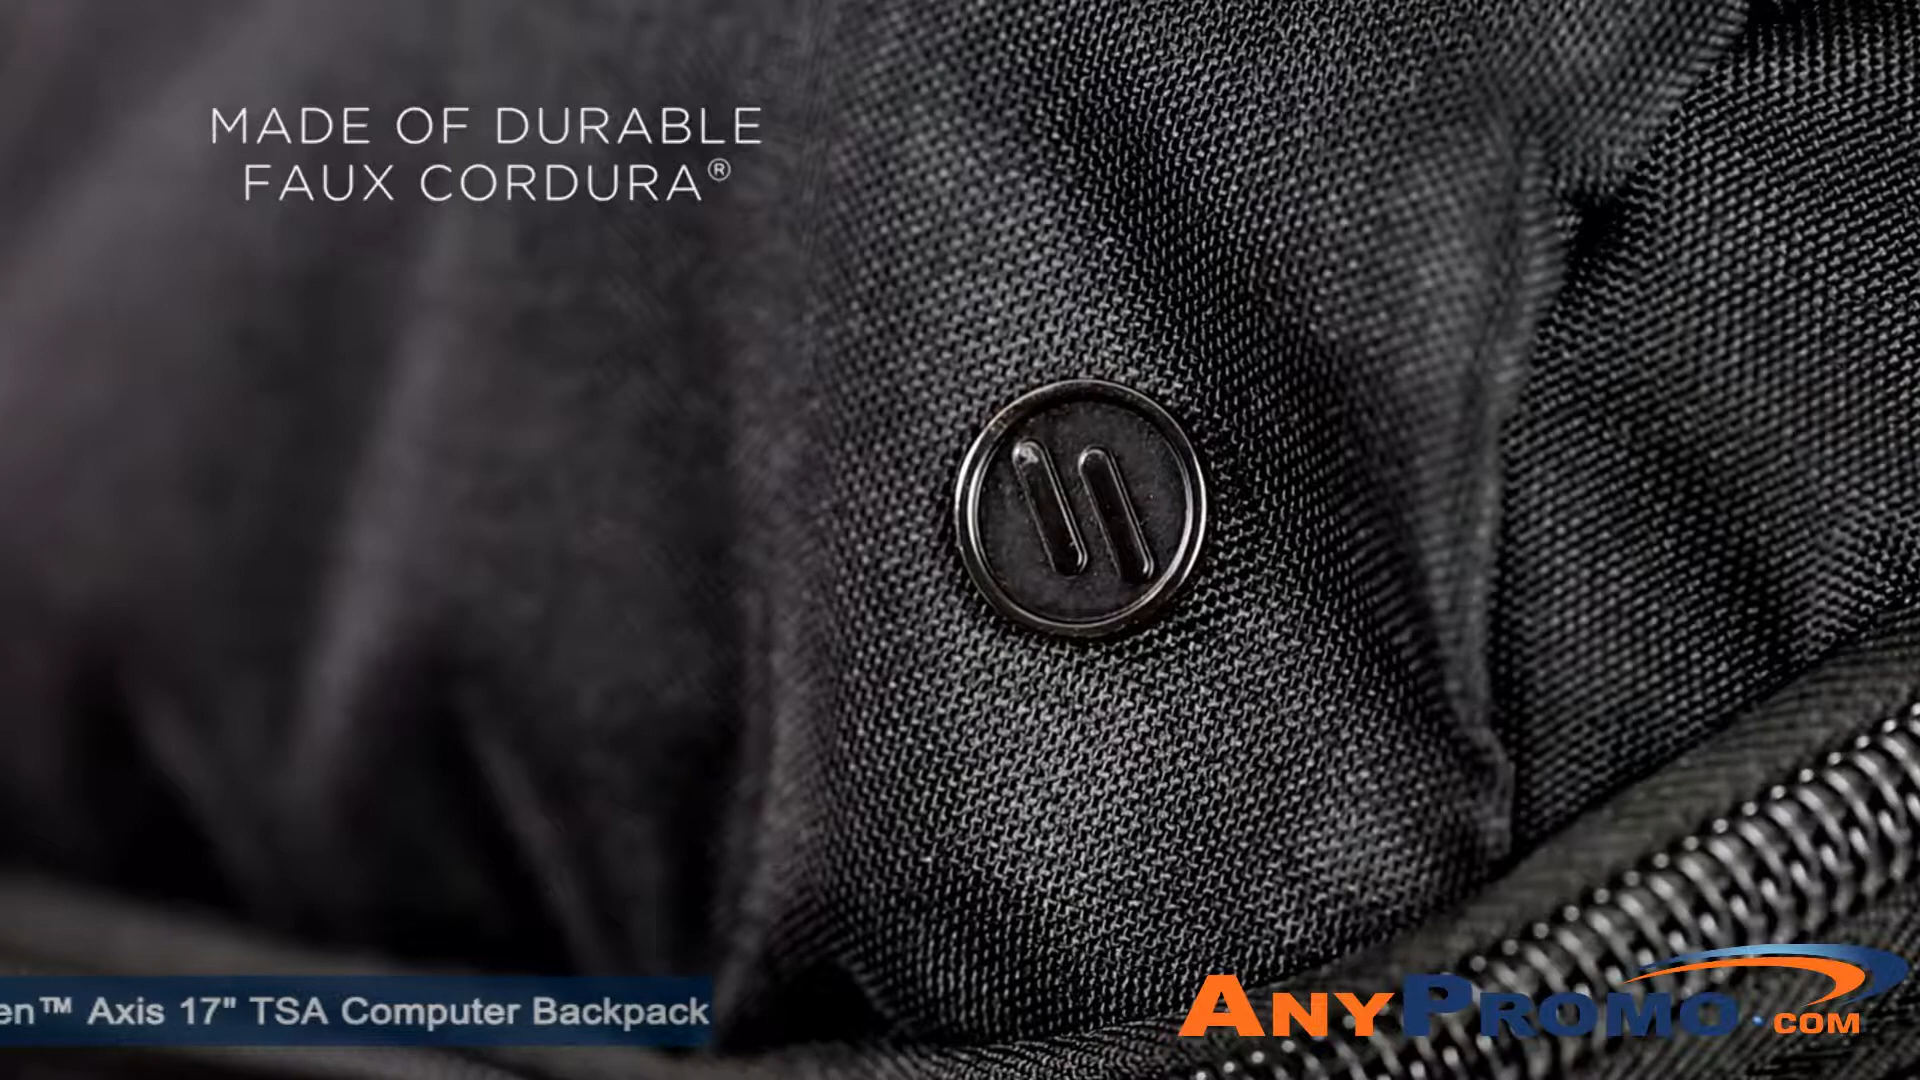 MADE OF DURABLE
FAUX CORDURA®
en™ Axis 17" TSA Computer Backpack
ANYPROMO.COM